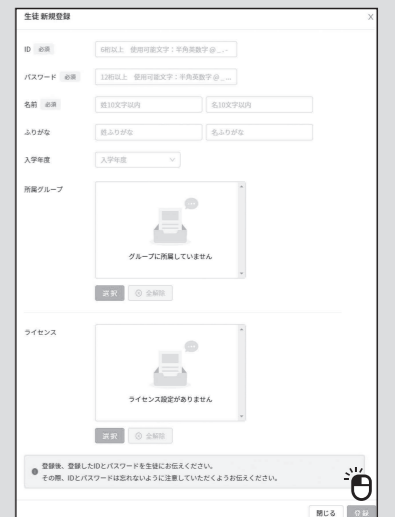 生徒 新規登録 X
ID 必須 6桁以上 使用可能文字：半角英数字 @ _ . -
パスワード 必須 12桁以上 使用可能文字：半角英数字 @ _ ...
名前 必須 姓10文字以内 名10文字以内
ふりがな 姓ふりがな 名ふりがな
入学年度 入学年度
所属グループ
グループに所属していません
選択 全解除
ライセンス
ライセンス設定がありません
選択 全解除
登録後、登録したIDとパスワードを生徒にお伝えください。
その際、IDとパスワードは忘れないように注意していただくようお伝えください。
閉じる 登録